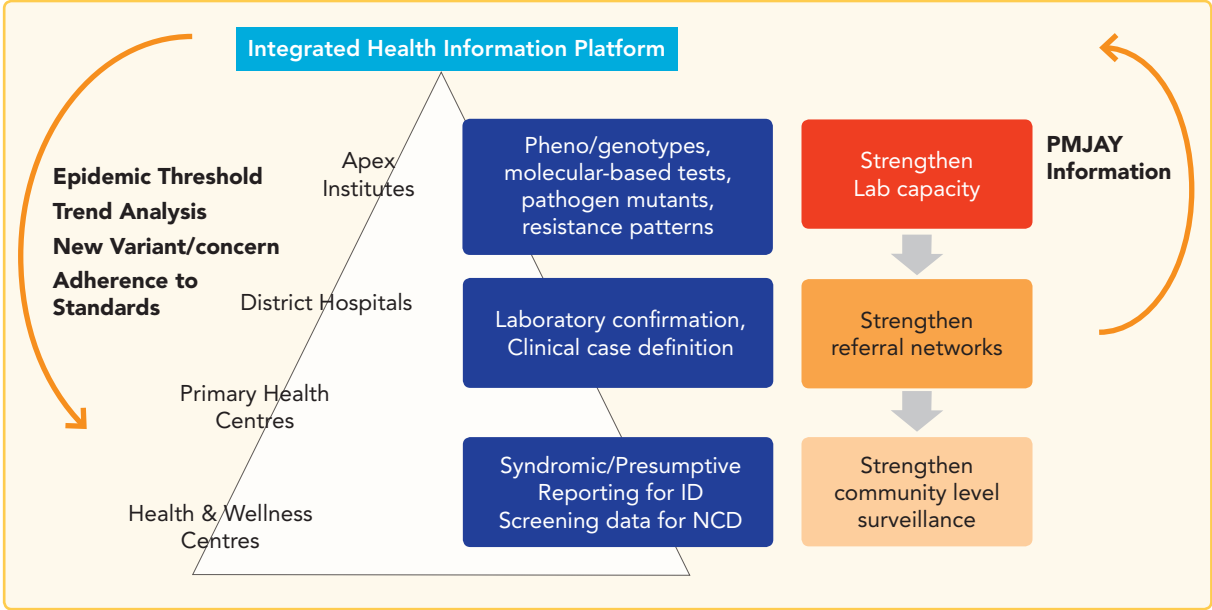 Integrated Health Information Platform
Epidemic Threshold
Trend Analysis
New Variant/concern
Adherence to
Standards
Apex
Institutes
District Hospitals
Primary Health
Centres
Health & Wellness
Centres
Pheno/genotypes,
molecular-based tests,
pathogen mutants,
resistance patterns
Laboratory confirmation,
Clinical case definition
Syndromic/Presumptive
Reporting for ID
Screening data for NCD
Strengthen
Lab capacity
Strengthen
referral networks
Strengthen
community level
surveillance
PMJAY
Information